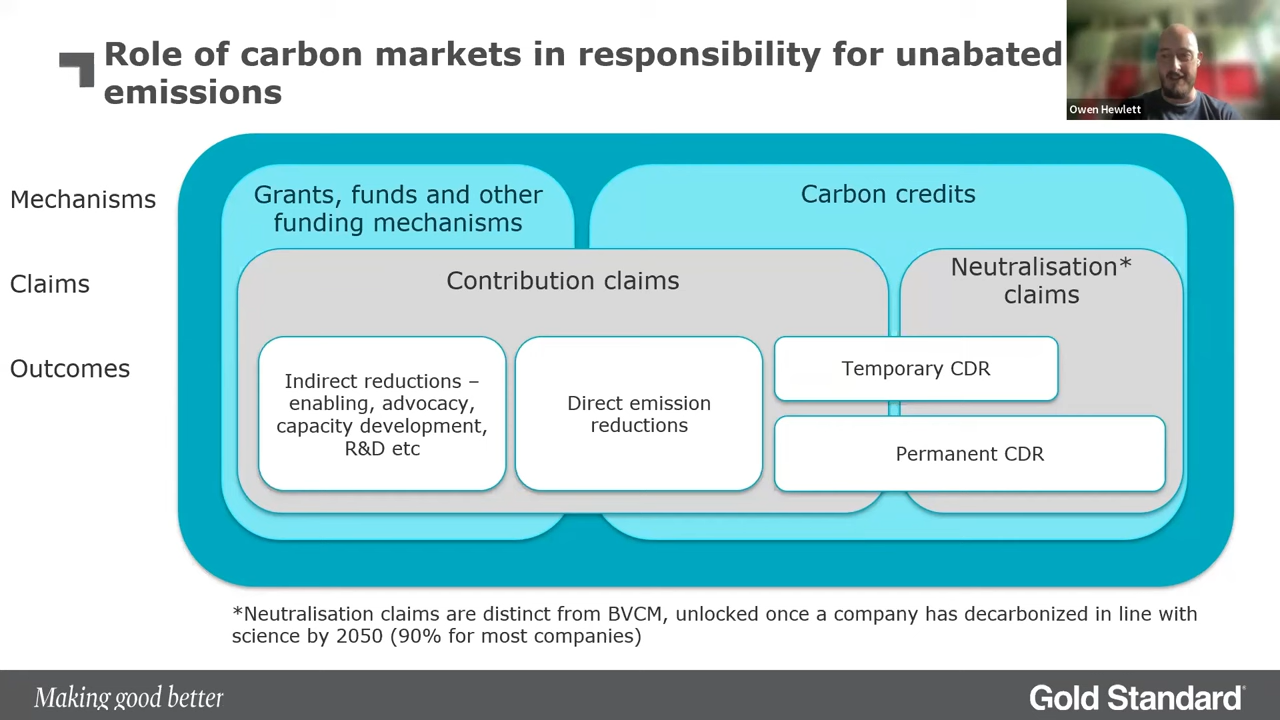 Role of carbon markets in responsibility for unabated
emissions
Owen Hewlett
Mechanisms
Grants, funds and other
funding mechanisms
Carbon credits
Claims
Contribution claims
Neutralisation*
claims
Outcomes
Indirect reductions –
enabling, advocacy,
capacity development,
R&D etc
Direct emission
reductions
Temporary CDR
Permanent CDR
*Neutralisation claims are distinct from BVCM, unlocked once a company has decarbonized in line with
science by 2050 (90% for most companies)
Making good better
Gold Standard®